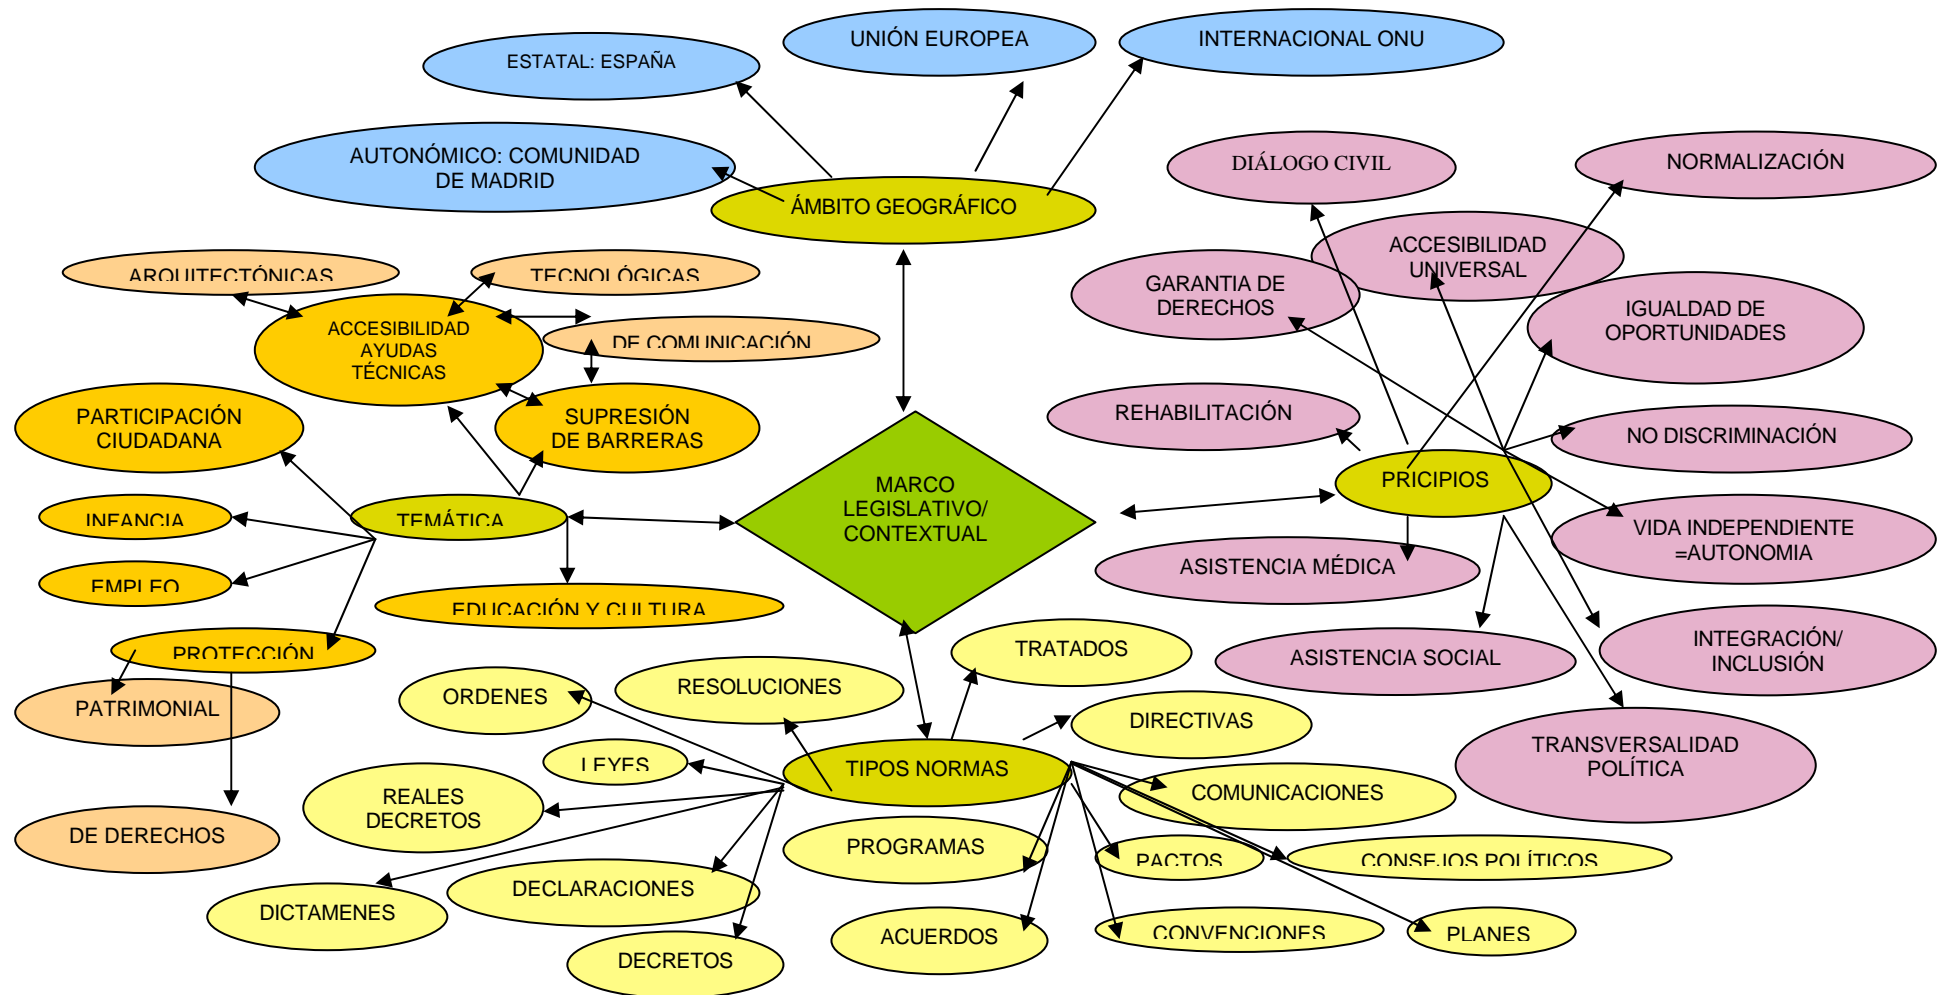 UNIÓN EUROPEA
INTERNACIONAL ONU
ESTATAL: ESPAÑA
AUTONÓMICO: COMUNIDAD
DE MADRID
ÁMBITO GEOGRÁFICO
DIÁLOGO CIVIL
NORMALIZACIÓN
ACCESIBILIDAD
UNIVERSAL
GARANTIA DE
DERECHOS
IGUALDAD DE
OPORTUNIDADES
ARQUITECTÓNICAS
TECNOLÓGICAS
ACCESIBILIDAD
AYUDAS
TÉCNICAS
DE COMUNICACIÓN
PARTICIPACIÓN
CIUDADANA
SUPRESIÓN
DE BARRERAS
REHABILITACIÓN
NO DISCRIMINACIÓN
PRICIPIOS
MARCO
LEGISLATIVO/
CONTEXTUAL
INFANCIA
TEMÁTICA
VIDA INDEPENDIENTE
=AUTONOMIA
EMPLEO
EDUCACIÓN Y CULTURA
ASISTENCIA MÉDICA
PROTECCIÓN
TRATADOS
ASISTENCIA SOCIAL
INTEGRACIÓN/
INCLUSIÓN
PATRIMONIAL
ORDENES
RESOLUCIONES
DIRECTIVAS
TRANSVERSALIDAD
POLÍTICA
LEYES
TIPOS NORMAS
COMUNICACIONES
REALES
DECRETOS
DE DERECHOS
PROGRAMAS
PACTOS
CONSEJOS POLÍTICOS
DECLARACIONES
DICTAMENES
ACUERDOS
CONVENCIONES
PLANES
DECRETOS